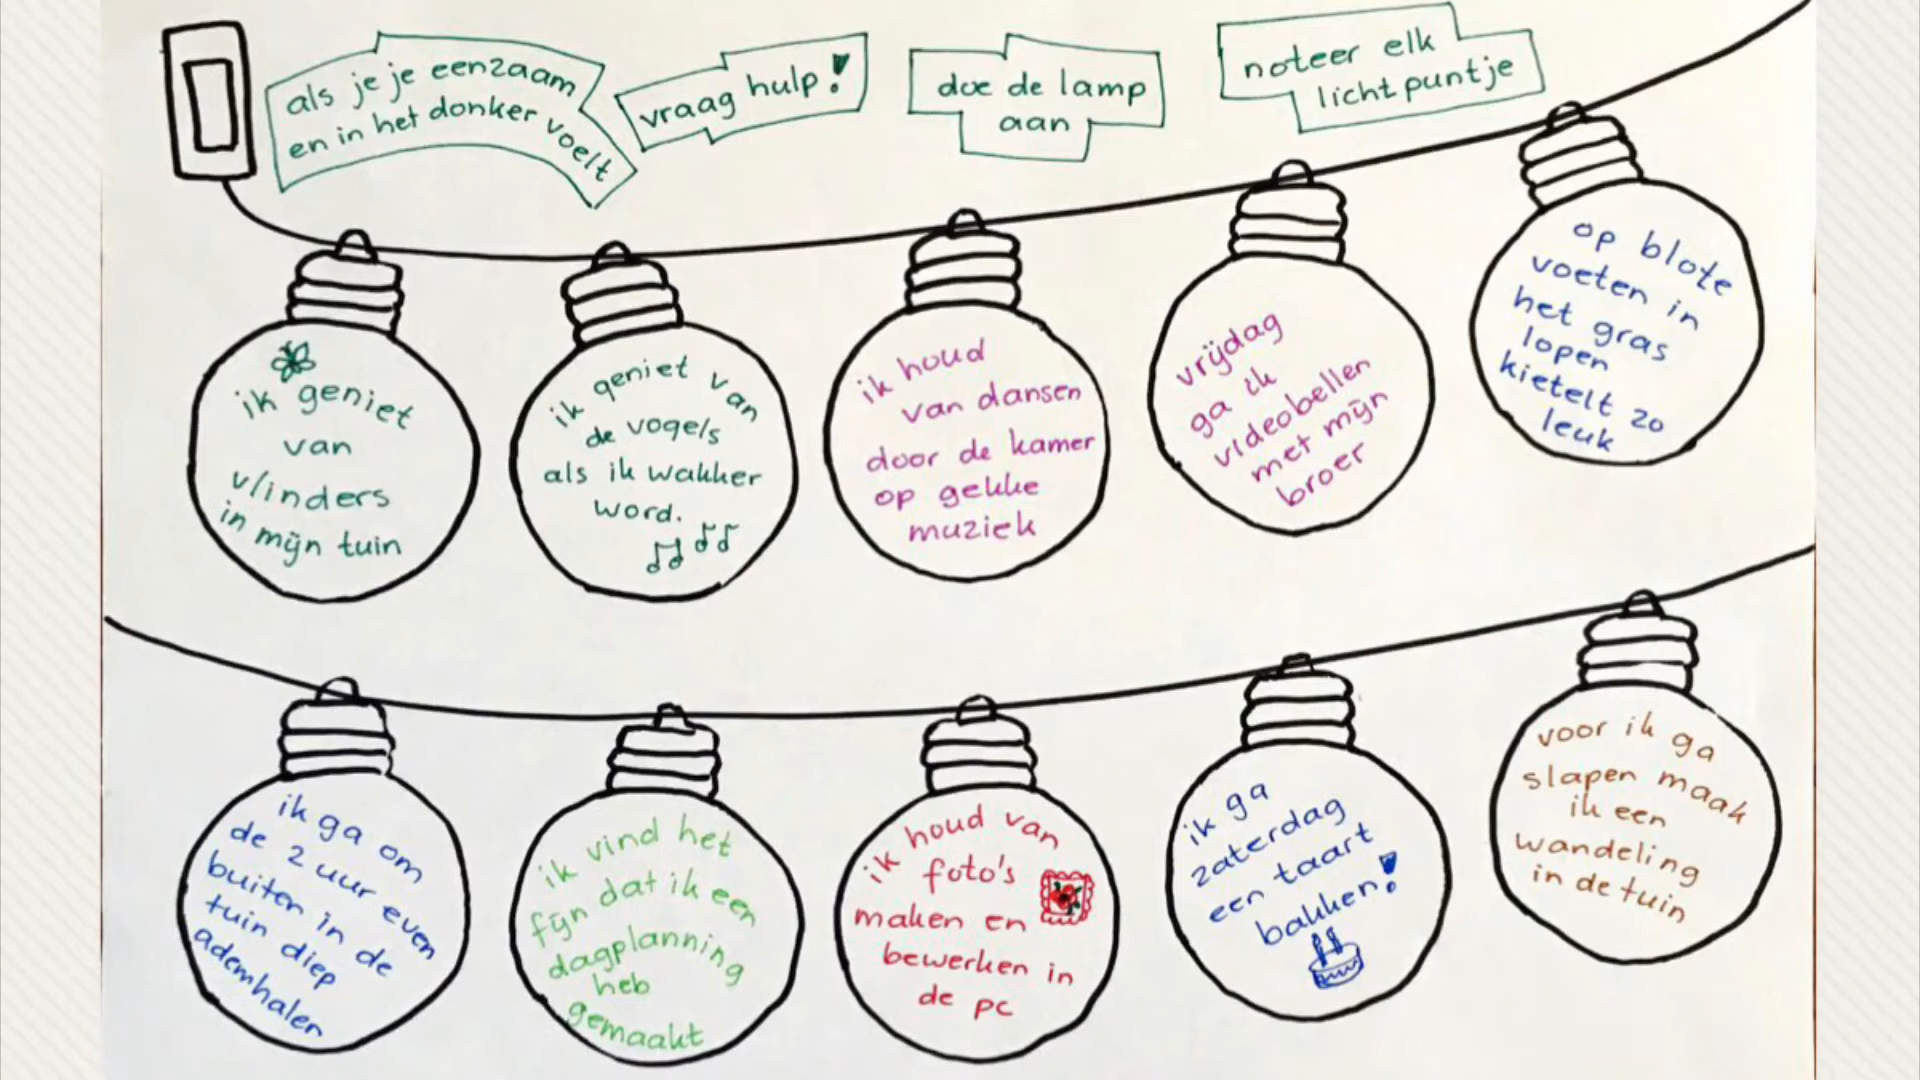 als je je eenzaam
en in het donker voelt
vraag hulp!
doe de lamp
aan
noteer elk
lichtpuntje
ik geniet
van
vlinders
in mijn tuin
ik geniet van
de vogels
als ik wakker
word.
ik houd
van dansen
door de kamer
op gekke
muziek
vrijdag
ga ik
videobellen
met mijn
broer
op blote
voeten in
het gras
lopen
kietelt zo
leuk
ik ga om
de 2 uur even
buiten in de
tuin diep
ademhalen
ik vind het
fijn dat ik een
dagplanning
heb
gemaakt
ik houd van
foto's
maken en
bewerken in
de pc
ik ga
zaterdag
een taart
bakken!
voor ik ga
slapen maak
ik een
wandeling
in de tuin